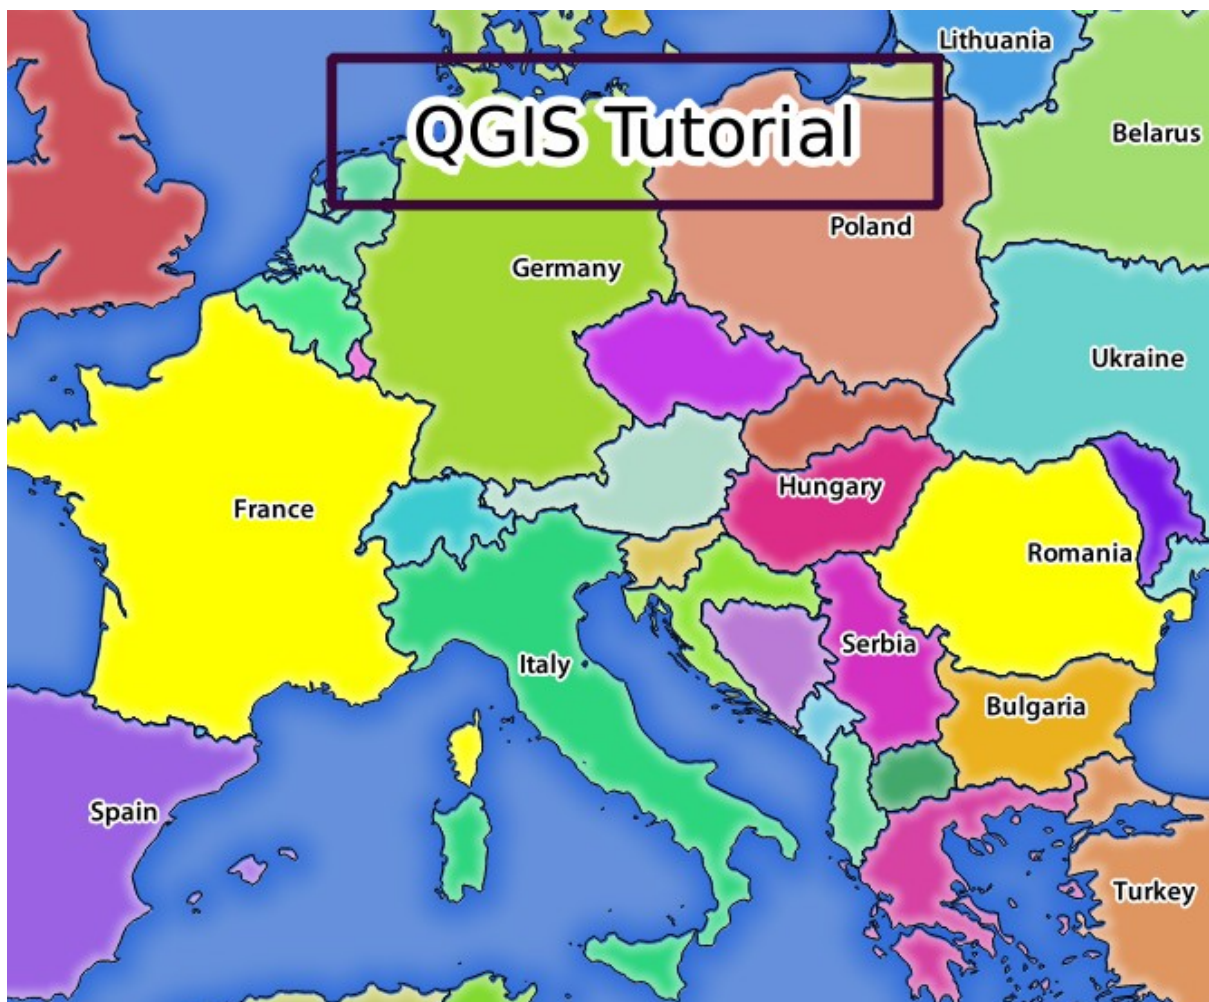 Lithuania
QGIS Tutorial
Belarus
Poland
Germany
Ukraine
Hungary
France
Romania
Serbia
Italy
Bulgaria
Spain
Turkey